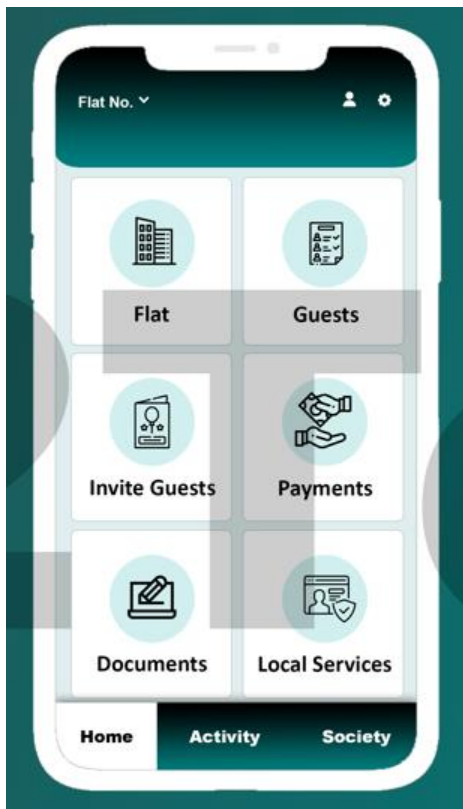 Flat No.
Flat
Guests
Invite Guests
Payments
Documents
Local Services
Home
Activity
Society